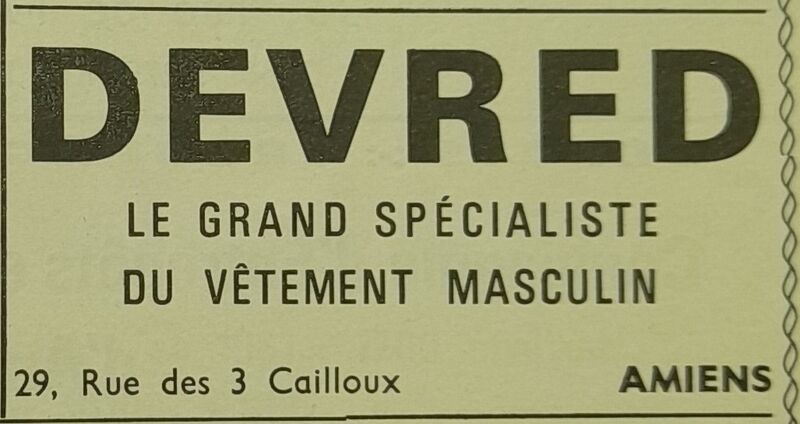 DEVRED
LE GRAND SPÉCIALISTE
DU VÊTEMENT MASCULIN
29, Rue des 3 Cailloux AMIENS